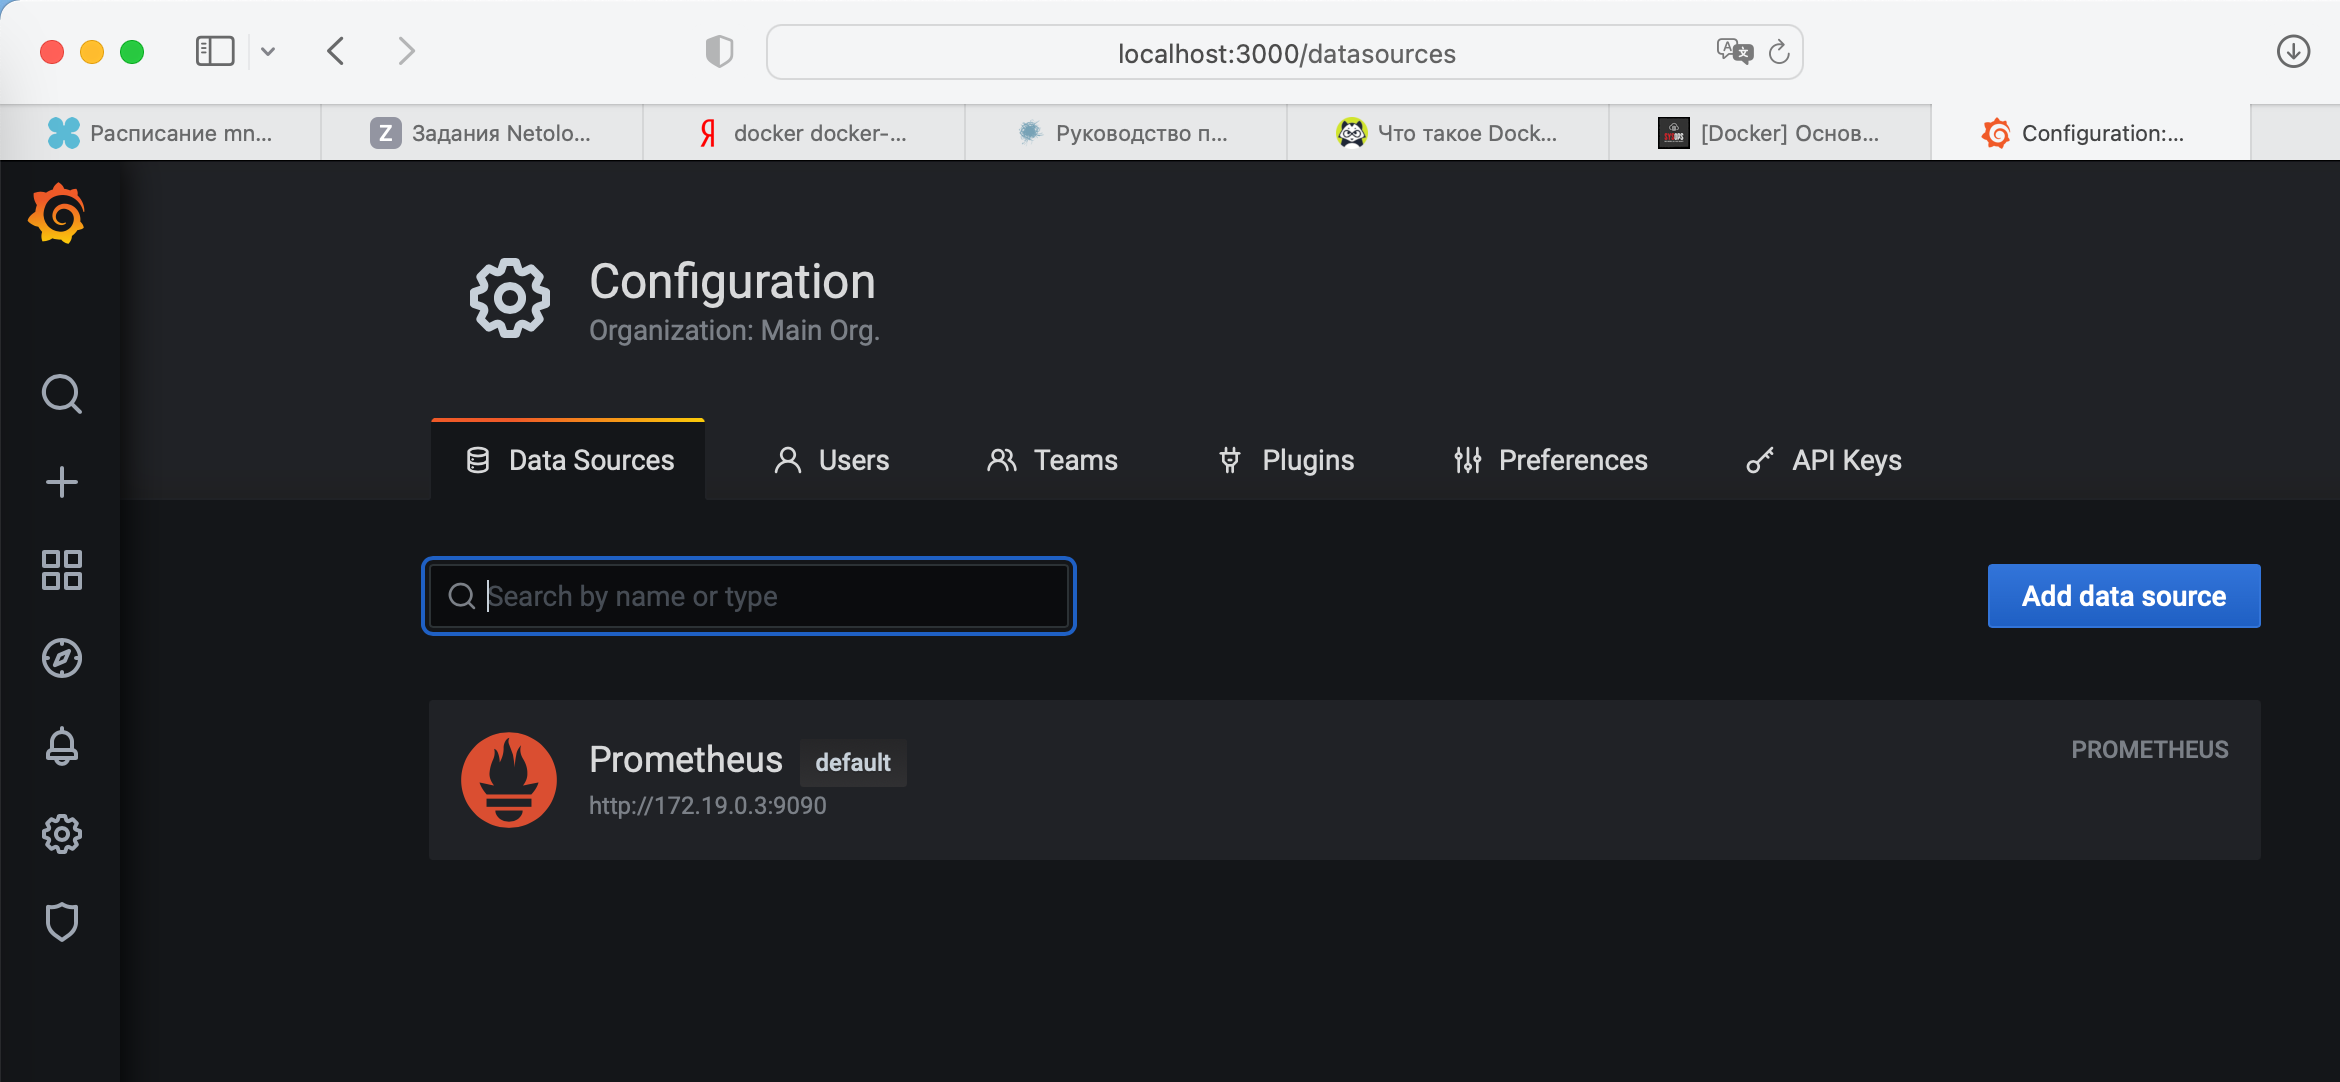 localhost:3000/datasources
Расписание mn...
Z Задания Netolo...
Я docker docker-...
Руководство п...
Что такое Dock...
[Docker] Основ...
Configuration:...
Configuration
Organization: Main Org.
Data Sources
Users
Teams
Plugins
Preferences
API Keys
Search by name or type
Add data source
Prometheus default
PROMETHEUS
http://172.19.0.3:9090